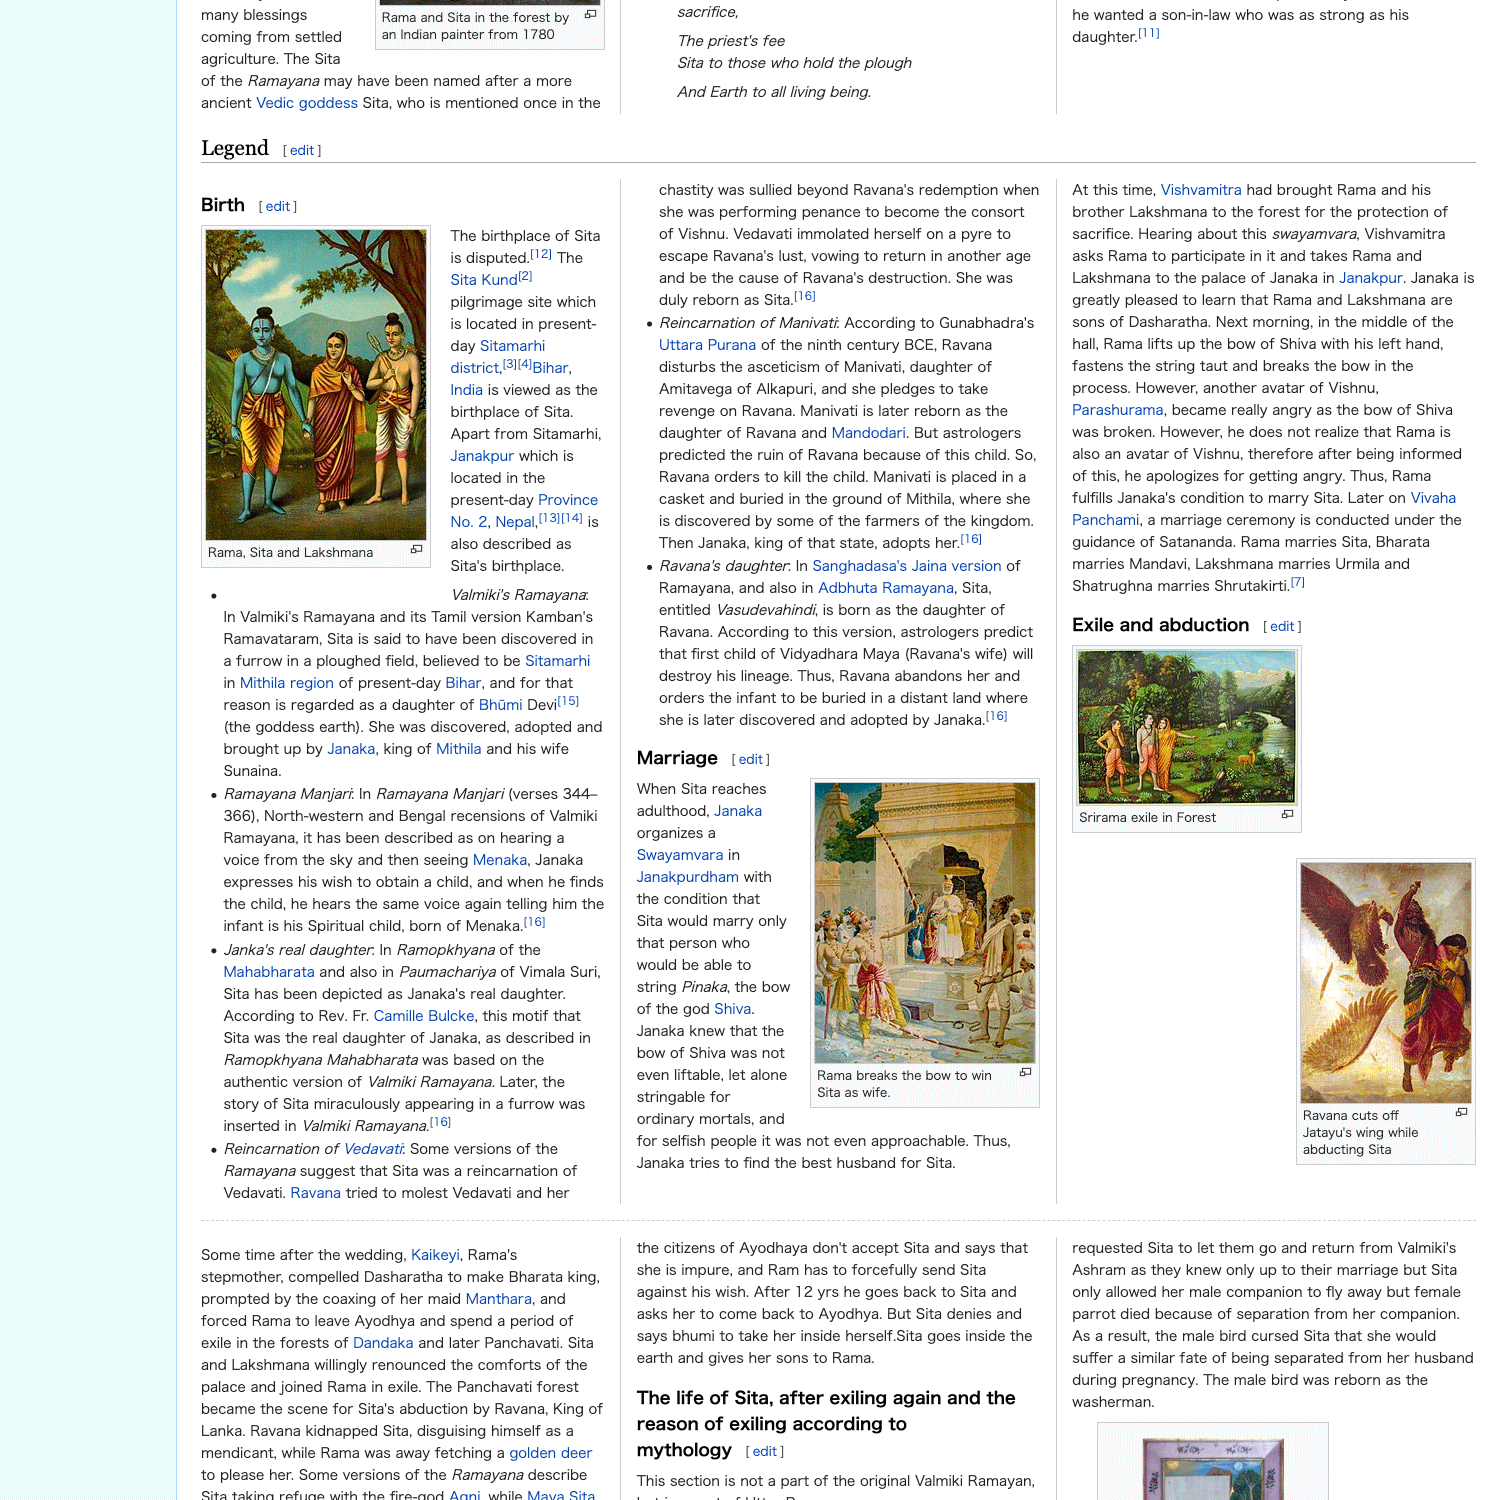 many blessings
coming from settled
agriculture. The Sita
Rama and Sita in the forest by
an Indian painter from 1780
of the Ramayana may have been named after a more
ancient Vedic goddess Sita, who is mentioned once in the
sacrifice,
The priest's fee
Sita to those who hold the plough
And Earth to all living being.
he wanted a son-in-law who was as strong as his
daughter.[11]
Legend [ edit ]
Birth [ edit ]
Rama, Sita and Lakshmana
The birthplace of Sita
is disputed.[12] The
Sita Kund[2]
pilgrimage site which
is located in present-
day Sitamarhi
district,[3][4]Bihar,
India is viewed as the
birthplace of Sita.
Apart from Sitamarhi,
Janakpur which is
located in the
present-day Province
No. 2, Nepal,[13][14] is
also described as
Sita's birthplace.
• Valmiki's Ramayana:
In Valmiki's Ramayana and its Tamil version Kamban's
Ramavataram, Sita is said to have been discovered in
a furrow in a ploughed field, believed to be Sitamarhi
in Mithila region of present-day Bihar, and for that
reason is regarded as a daughter of Bhūmi Devi[15]
(the goddess earth). She was discovered, adopted and
brought up by Janaka, king of Mithila and his wife
Sunaina.
• Ramayana Manjari: In Ramayana Manjari (verses 344–
366), North-western and Bengal recensions of Valmiki
Ramayana, it has been described as on hearing a
voice from the sky and then seeing Menaka, Janaka
expresses his wish to obtain a child, and when he finds
the child, he hears the same voice again telling him the
infant is his Spiritual child, born of Menaka.[16]
• Janka's real daughter: In Ramopkhyana of the
Mahabharata and also in Paumachariya of Vimala Suri,
Sita has been depicted as Janaka's real daughter.
According to Rev. Fr. Camille Bulcke, this motif that
Sita was the real daughter of Janaka, as described in
Ramopkhyana Mahabharata was based on the
authentic version of Valmiki Ramayana. Later, the
story of Sita miraculously appearing in a furrow was
inserted in Valmiki Ramayana.[16]
• Reincarnation of Vedavati: Some versions of the
Ramayana suggest that Sita was a reincarnation of
Vedavati. Ravana tried to molest Vedavati and her
chastity was sullied beyond Ravana's redemption when
she was performing penance to become the consort
of Vishnu. Vedavati immolated herself on a pyre to
escape Ravana's lust, vowing to return in another age
and be the cause of Ravana's destruction. She was
duly reborn as Sita.[16]
• Reincarnation of Manivati: According to Gunabhadra's
Uttara Purana of the ninth century BCE, Ravana
disturbs the asceticism of Manivati, daughter of
Amitavega of Alkapuri, and she pledges to take
revenge on Ravana. Manivati is later reborn as the
daughter of Ravana and Mandodari. But astrologers
predicted the ruin of Ravana because of this child. So,
Ravana orders to kill the child. Manivati is placed in a
casket and buried in the ground of Mithila, where she
is discovered by some of the farmers of the kingdom.
Then Janaka, king of that state, adopts her.[16]
• Ravana's daughter: In Sanghadasa's Jaina version of
Ramayana, and also in Adbhuta Ramayana, Sita,
entitled Vasudevahindi, is born as the daughter of
Ravana. According to this version, astrologers predict
that first child of Vidyadhara Maya (Ravana's wife) will
destroy his lineage. Thus, Ravana abandons her and
orders the infant to be buried in a distant land where
she is later discovered and adopted by Janaka.[16]
Marriage [ edit ]
When Sita reaches
adulthood, Janaka
organizes a
Swayamvara in
Janakpurdham with
the condition that
Sita would marry only
that person who
would be able to
string Pinaka, the bow
of the god Shiva.
Janaka knew that the
bow of Shiva was not
even liftable, let alone
stringable for
ordinary mortals, and
Rama breaks the bow to win
Sita as wife.
for selfish people it was not even approachable. Thus,
Janaka tries to find the best husband for Sita.
At this time, Vishvamitra had brought Rama and his
brother Lakshmana to the forest for the protection of
sacrifice. Hearing about this swayamvara, Vishvamitra
asks Rama to participate in it and takes Rama and
Lakshmana to the palace of Janaka in Janakpur. Janaka is
greatly pleased to learn that Rama and Lakshmana are
sons of Dasharatha. Next morning, in the middle of the
hall, Rama lifts up the bow of Shiva with his left hand,
fastens the string taut and breaks the bow in the
process. However, another avatar of Vishnu,
Parashurama, became really angry as the bow of Shiva
was broken. However, he does not realize that Rama is
also an avatar of Vishnu, therefore after being informed
of this, he apologizes for getting angry. Thus, Rama
fulfills Janaka's condition to marry Sita. Later on Vivaha
Panchami, a marriage ceremony is conducted under the
guidance of Satananda. Rama marries Sita, Bharata
marries Mandavi, Lakshmana marries Urmila and
Shatrughna marries Shrutakirti.[7]
Exile and abduction [ edit ]
Srirama exile in Forest
Ravana cuts off
Jatayu's wing while
abducting Sita
Some time after the wedding, Kaikeyi, Rama's
stepmother, compelled Dasharatha to make Bharata king,
prompted by the coaxing of her maid Manthara, and
forced Rama to leave Ayodhya and spend a period of
exile in the forests of Dandaka and later Panchavati. Sita
and Lakshmana willingly renounced the comforts of the
palace and joined Rama in exile. The Panchavati forest
became the scene for Sita's abduction by Ravana, King of
Lanka. Ravana kidnapped Sita, disguising himself as a
mendicant, while Rama was away fetching a golden deer
to please her. Some versions of the Ramayana describe
Sita taking refuge with the fire-god Agni, while Maya Sita,
the citizens of Ayodhaya don't accept Sita and says that
she is impure, and Ram has to forcefully send Sita
against his wish. After 12 yrs he goes back to Sita and
asks her to come back to Ayodhya. But Sita denies and
says bhumi to take her inside herself.Sita goes inside the
earth and gives her sons to Rama.
The life of Sita, after exiling again and the
reason of exiling according to
mythology [ edit ]
This section is not a part of the original Valmiki Ramayan,
requested Sita to let them go and return from Valmiki's
Ashram as they knew only up to their marriage but Sita
only allowed her male companion to fly away but female
parrot died because of separation from her companion.
As a result, the male bird cursed Sita that she would
suffer a similar fate of being separated from her husband
during pregnancy. The male bird was reborn as the
washerman.